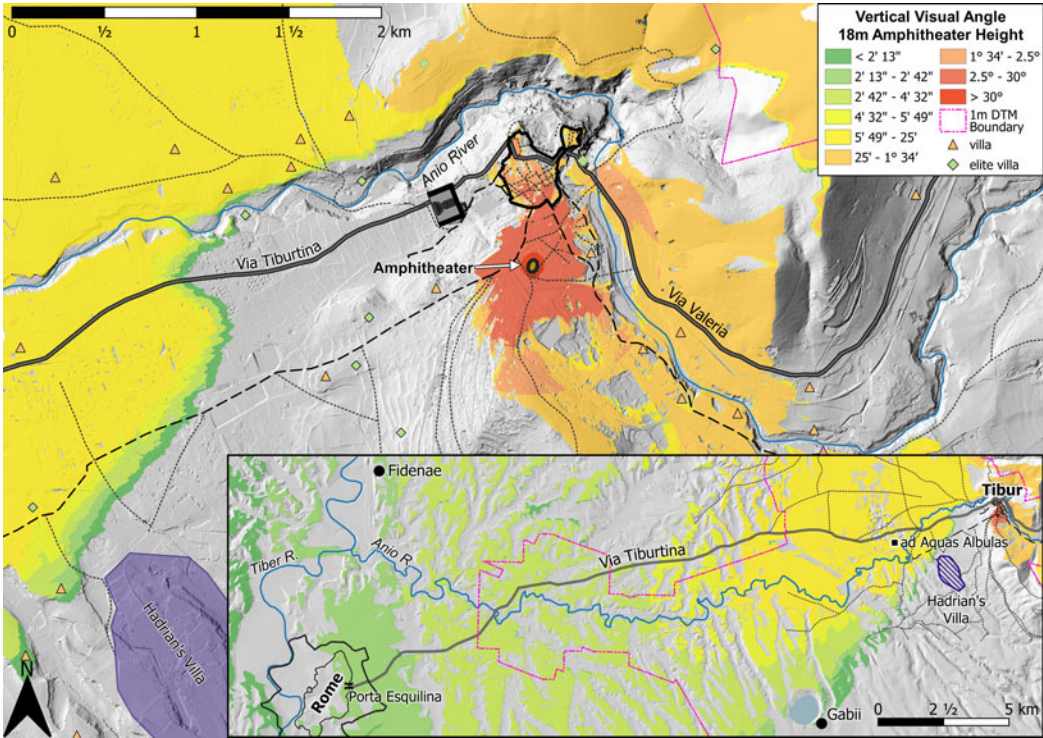 0 ½ 1 1 ½ 2 km
Vertical Visual Angle
18m Amphitheater Height
< 2' 13"
2' 13" - 2' 42"
2' 42" - 4' 32"
4' 32" - 5' 49"
5' 49" - 25'
25' - 1° 34'
1° 34' - 2.5°
2.5° - 30°
> 30°
1m DTM
Boundary
villa
elite villa
Anio River
Via Tiburtina
Amphitheater
Via Valeria
Hadrian's Villa
N
Fidenae
Tiber R.
Anio R.
Via Tiburtina
Tibur
ad Aquas Albulas
Hadrian's
Villa
Rome
Porta Esquilina
Gabii
0 2 ½ 5 km